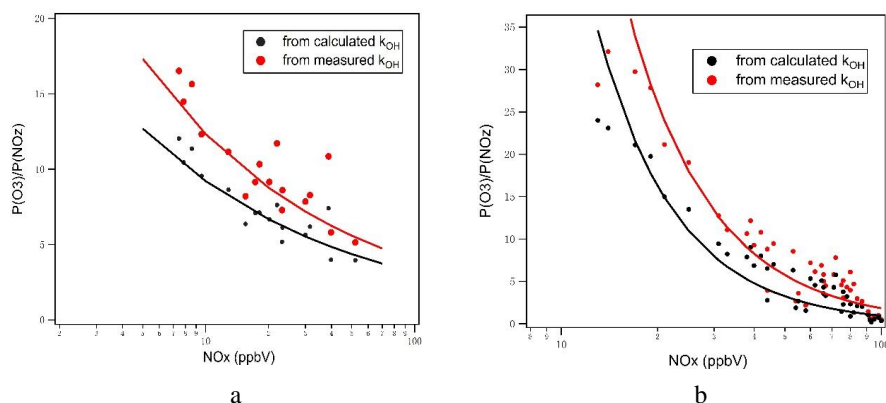 20
15
10
5
0
P(O3)/P(NOz)
from calculated kOH
from measured kOH
2 3 4 5 6 7 8 9 10 2 3 4 5 6 7 8 9 100
NOx (ppbV)
a
35
30
25
20
15
10
5
0
P(O3)/P(NOz)
from calculated kOH
from measured kOH
8 9 10 2 3 4 5 6 7 8 9 100
NOx (ppbV)
b